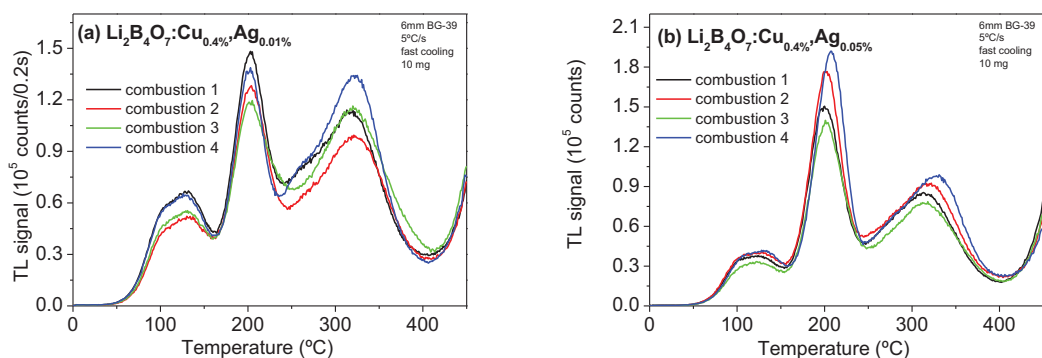 (a) Li₂B₄O₇:Cu₀.₄%,Ag₀.₀₁%
6mm BG-39
5ºC/s
fast cooling
10 mg
combustion 1
combustion 2
combustion 3
combustion 4
TL signal (10⁵ counts/0.2s)
1.5
1.2
0.9
0.6
0.3
0.0
0 100 200 300 400
Temperature (ºC)
(b) Li₂B₄O₇:Cu₀.₄%,Ag₀.₀₅%
6mm BG-39
5ºC/s
fast cooling
10 mg
combustion 1
combustion 2
combustion 3
combustion 4
TL signal (10⁵ counts)
2.1
1.8
1.5
1.2
0.9
0.6
0.3
0.0
0 100 200 300 400
Temperature (ºC)